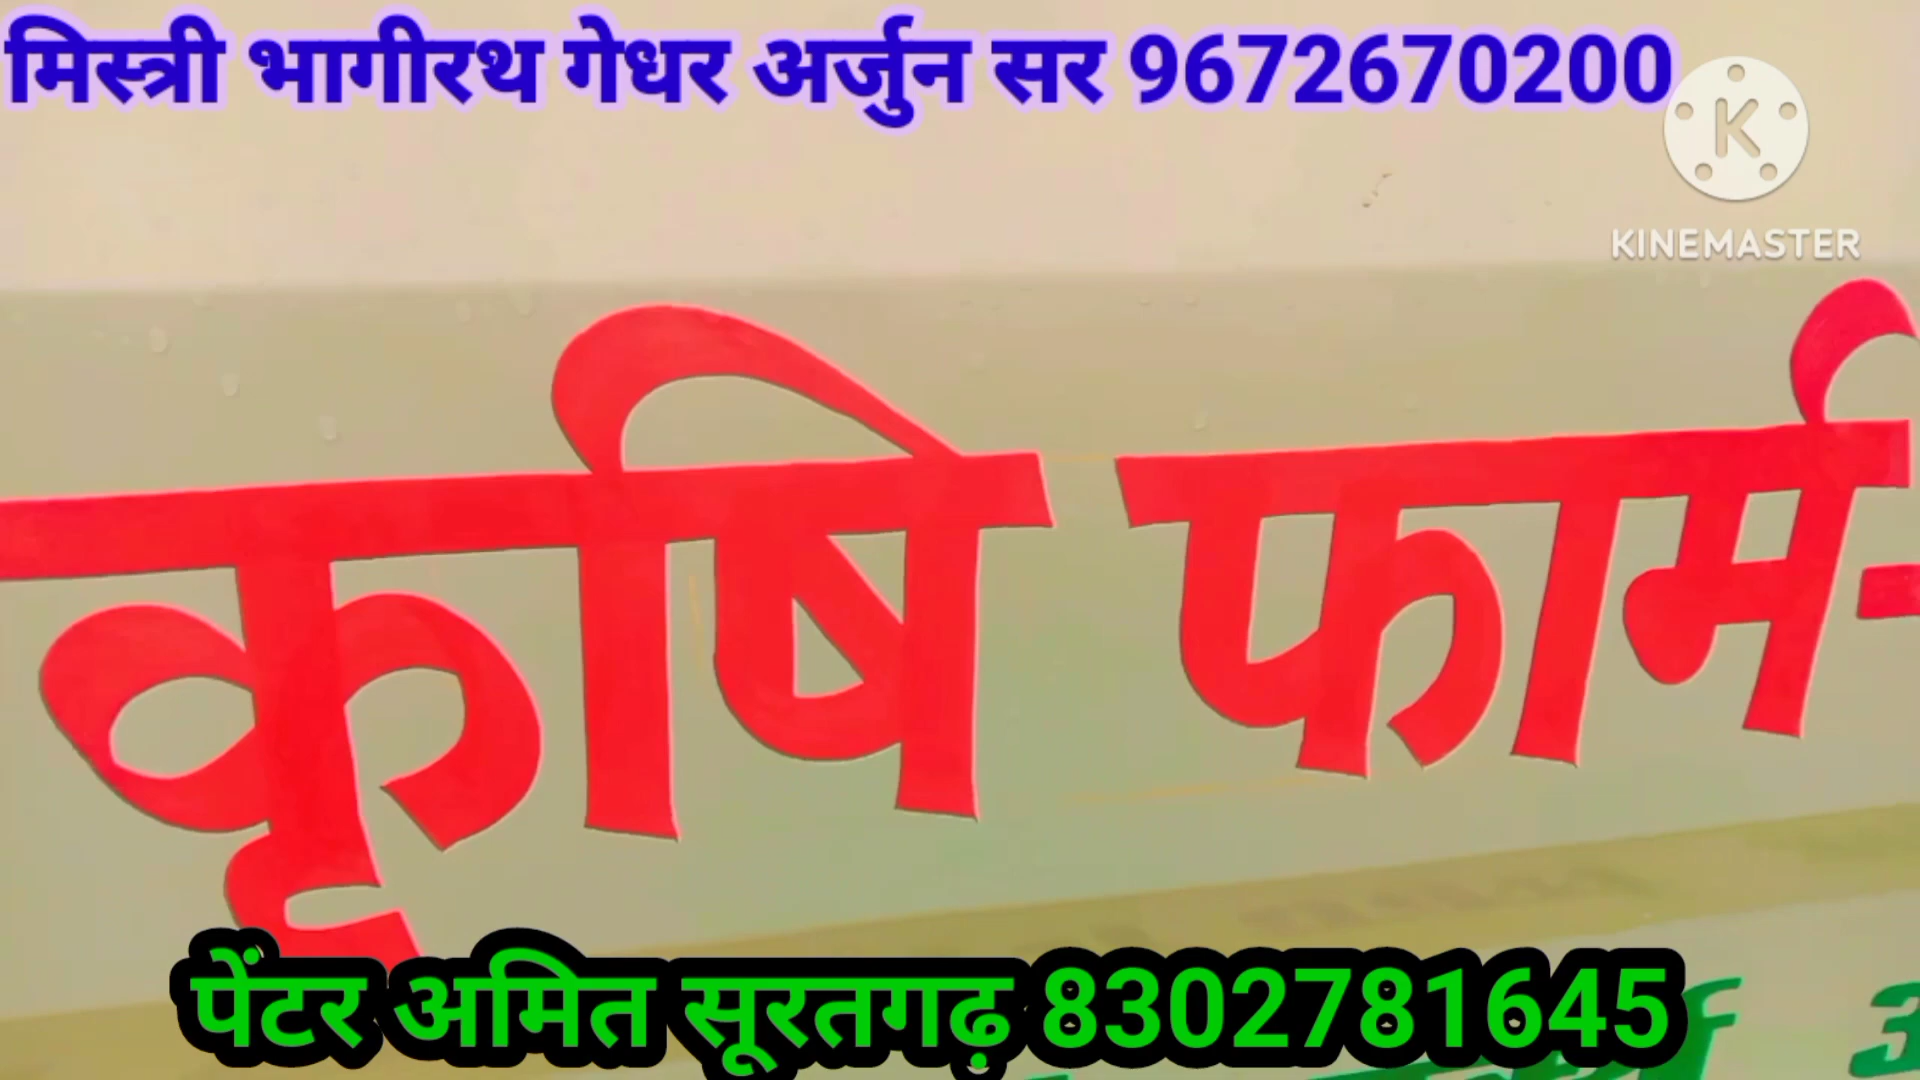 मिस्त्री भागीरथ गेधर अर्जुन सर 9672670200
K
KINEMASTER
कृषि फार्म-
पेंटर अमित सूरतगढ़ 8302781645